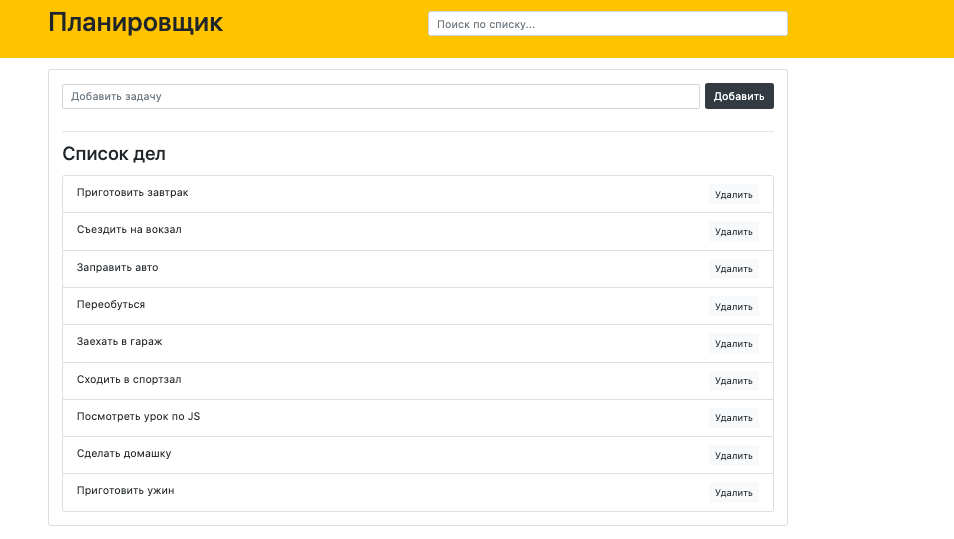 Планировщик
Поиск по списку...
Добавить задачу
Добавить
Список дел
Приготовить завтрак
Удалить
Съездить на вокзал
Удалить
Заправить авто
Удалить
Переобуться
Удалить
Заехать в гараж
Удалить
Сходить в спортзал
Удалить
Посмотреть урок по JS
Удалить
Сделать домашку
Удалить
Приготовить ужин
Удалить